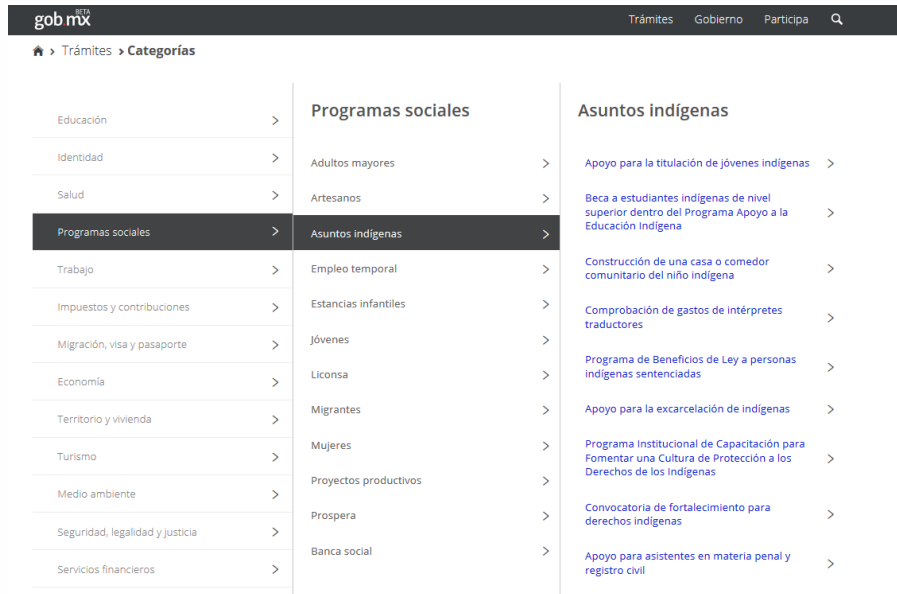 gob mx BETA
Trámites Gobierno Participa
> Trámites > Categorías
Educación
Identidad
Salud
Programas sociales
Trabajo
Impuestos y contribuciones
Migración, visa y pasaporte
Economía
Territorio y vivienda
Turismo
Medio ambiente
Seguridad, legalidad y justicia
Servicios financieros
Programas sociales
Adultos mayores
Artesanos
Asuntos indígenas
Empleo temporal
Estancias infantiles
Jóvenes
Liconsa
Migrantes
Mujeres
Proyectos productivos
Prospera
Banca social
Asuntos indígenas
Apoyo para la titulación de jóvenes indígenas
Beca a estudiantes indígenas de nivel
superior dentro del Programa Apoyo a la
Educación Indígena
Construcción de una casa o comedor
comunitario del niño indígena
Comprobación de gastos de intérpretes
traductores
Programa de Beneficios de Ley a personas
indígenas sentenciadas
Apoyo para la excarcelación de indígenas
Programa Institucional de Capacitación para
Fomentar una Cultura de Protección a los
Derechos de los Indígenas
Convocatoria de fortalecimiento para
derechos indígenas
Apoyo para asistentes en materia penal y
registro civil